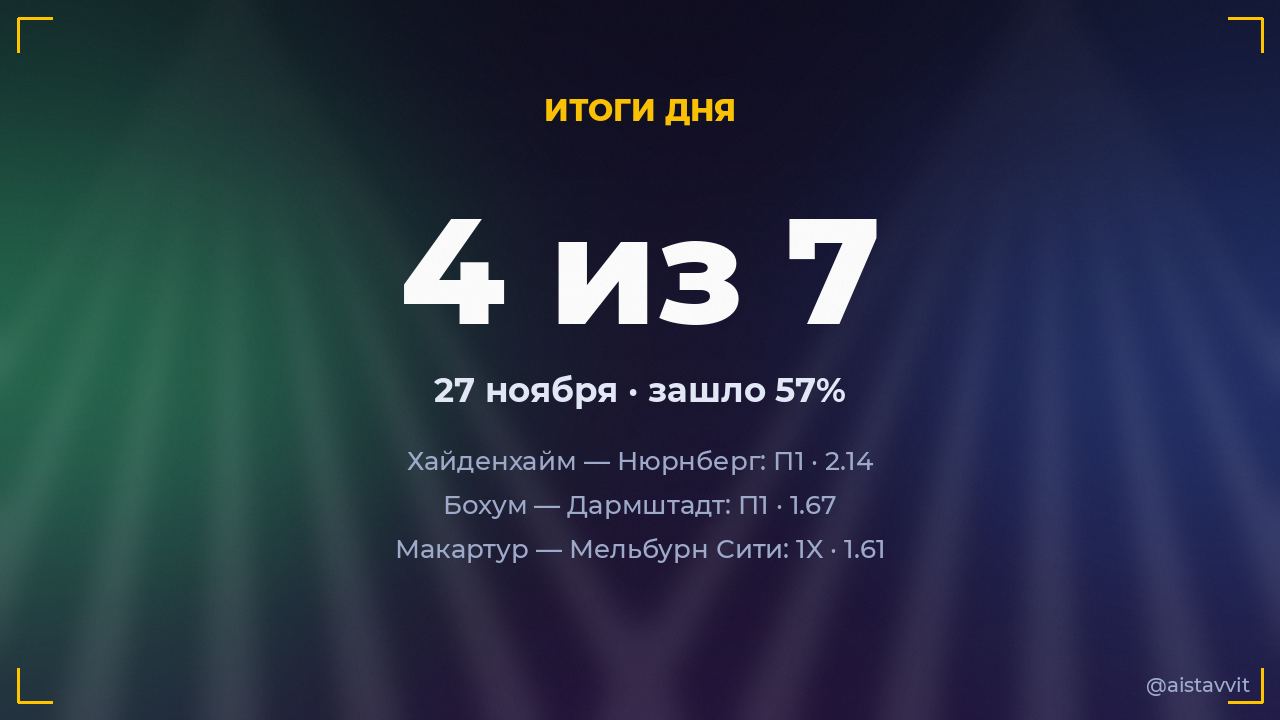 ИТОГИ ДНЯ
4 из 7
27 ноября · зашло 57%
Хайденхайм — Нюрнберг: П1 · 2.14
Бохум — Дармштадт: П1 · 1.67
Макартур — Мельбурн Сити: 1X · 1.61
@aistavvit